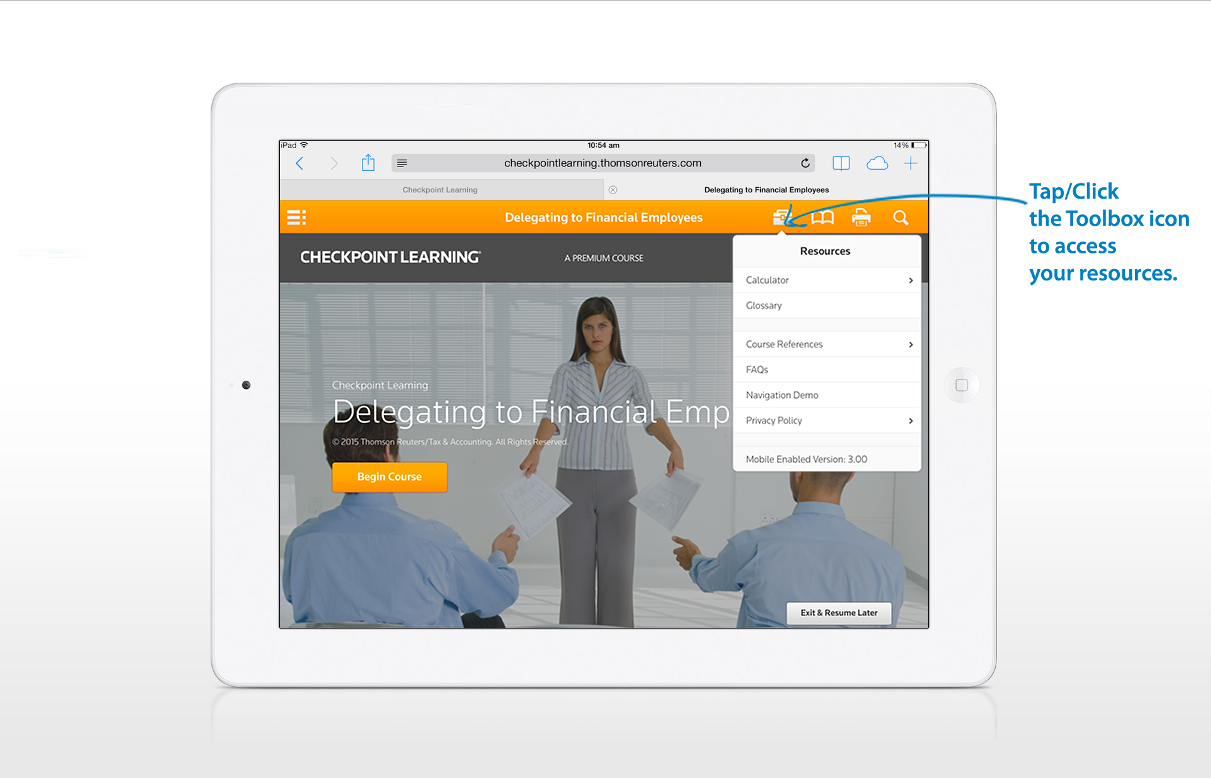 iPad 10:54 am 14%
checkpointlearning.thomsonreuters.com
Checkpoint Learning Delegating to Financial Employees
Delegating to Financial Employees
CHECKPOINT LEARNING A PREMIUM COURSE
Resources
Calculator
Glossary
Course References
FAQs
Navigation Demo
Privacy Policy
Mobile Enabled Version: 3.00
Checkpoint Learning
Delegating to Financial Emp
© 2015 Thomson Reuters/Tax & Accounting. All Rights Reserved.
Begin Course
Exit & Resume Later
Tap/Click
the Toolbox icon
to access
your resources.